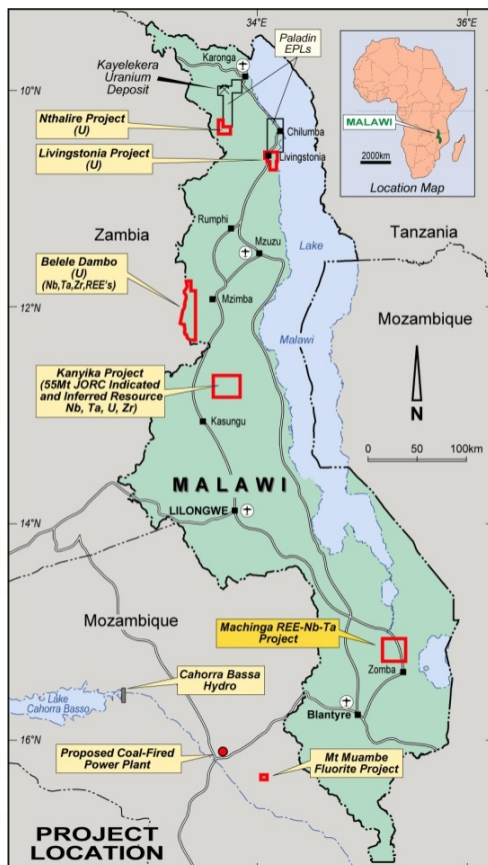 34°E
36°E
Paladin
EPLs
Karonga
Kayelekera
Uranium
Deposit
10°S
Nthalire Project
(U)
Chilumba
Livingstonia Project
(U)
Livingstonia
MALAWI
2000km
Location Map
Rumphi
Zambia
Mzuzu
Lake
Tanzania
Belele Dambo
(U)
(Nb,Ta,Zr,REE's)
12°S
Mzimba
Malawi
Mozambique
Kanyika Project
(55Mt JORC Indicated
and Inferred Resource
Nb, Ta, U, Zr)
N
Kasungu
0 50 100km
MALAWI
LILONGWE
14°S
Mozambique
Machinga REE-Nb-Ta
Project
Zomba
Cahorra Bassa
Hydro
Lake
Cahorra Basso
Blantyre
16°S
Proposed Coal-Fired
Power Plant
Mt Muambe
Fluorite Project
PROJECT
LOCATION